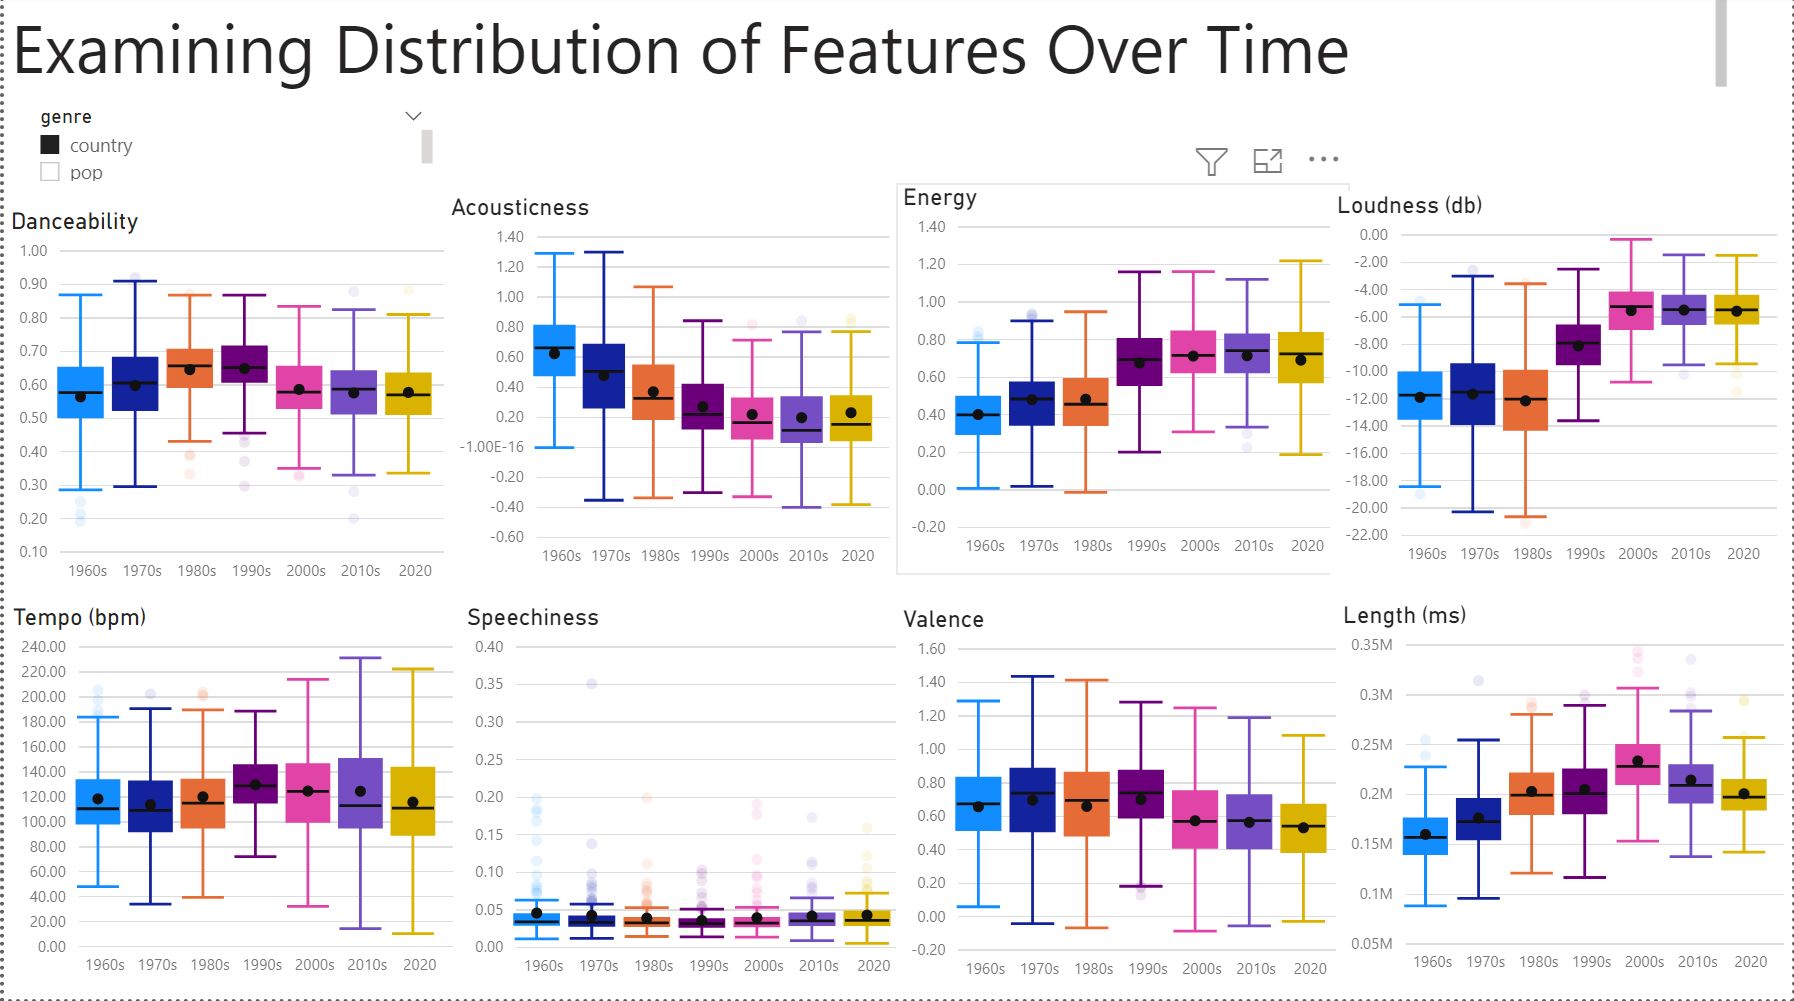 Examining Distribution of Features Over Time
genre
country
pop
Danceability
1.00
0.90
0.80
0.70
0.60
0.50
0.40
0.30
0.20
0.10
1960s 1970s 1980s 1990s 2000s 2010s 2020
Acousticness
1.40
1.20
1.00
0.80
0.60
0.40
0.20
-1.00E-16
-0.20
-0.40
-0.60
1960s 1970s 1980s 1990s 2000s 2010s 2020
Energy
1.40
1.20
1.00
0.80
0.60
0.40
0.20
0.00
-0.20
1960s 1970s 1980s 1990s 2000s 2010s 2020
Loudness (db)
0.00
-2.00
-4.00
-6.00
-8.00
-10.00
-12.00
-14.00
-16.00
-18.00
-20.00
-22.00
1960s 1970s 1980s 1990s 2000s 2010s 2020
Tempo (bpm)
240.00
220.00
200.00
180.00
160.00
140.00
120.00
100.00
80.00
60.00
40.00
20.00
0.00
1960s 1970s 1980s 1990s 2000s 2010s 2020
Speechiness
0.40
0.35
0.30
0.25
0.20
0.15
0.10
0.05
0.00
1960s 1970s 1980s 1990s 2000s 2010s 2020
Valence
1.60
1.40
1.20
1.00
0.80
0.60
0.40
0.20
0.00
-0.20
1960s 1970s 1980s 1990s 2000s 2010s 2020
Length (ms)
0.35M
0.3M
0.25M
0.2M
0.15M
0.1M
0.05M
1960s 1970s 1980s 1990s 2000s 2010s 2020